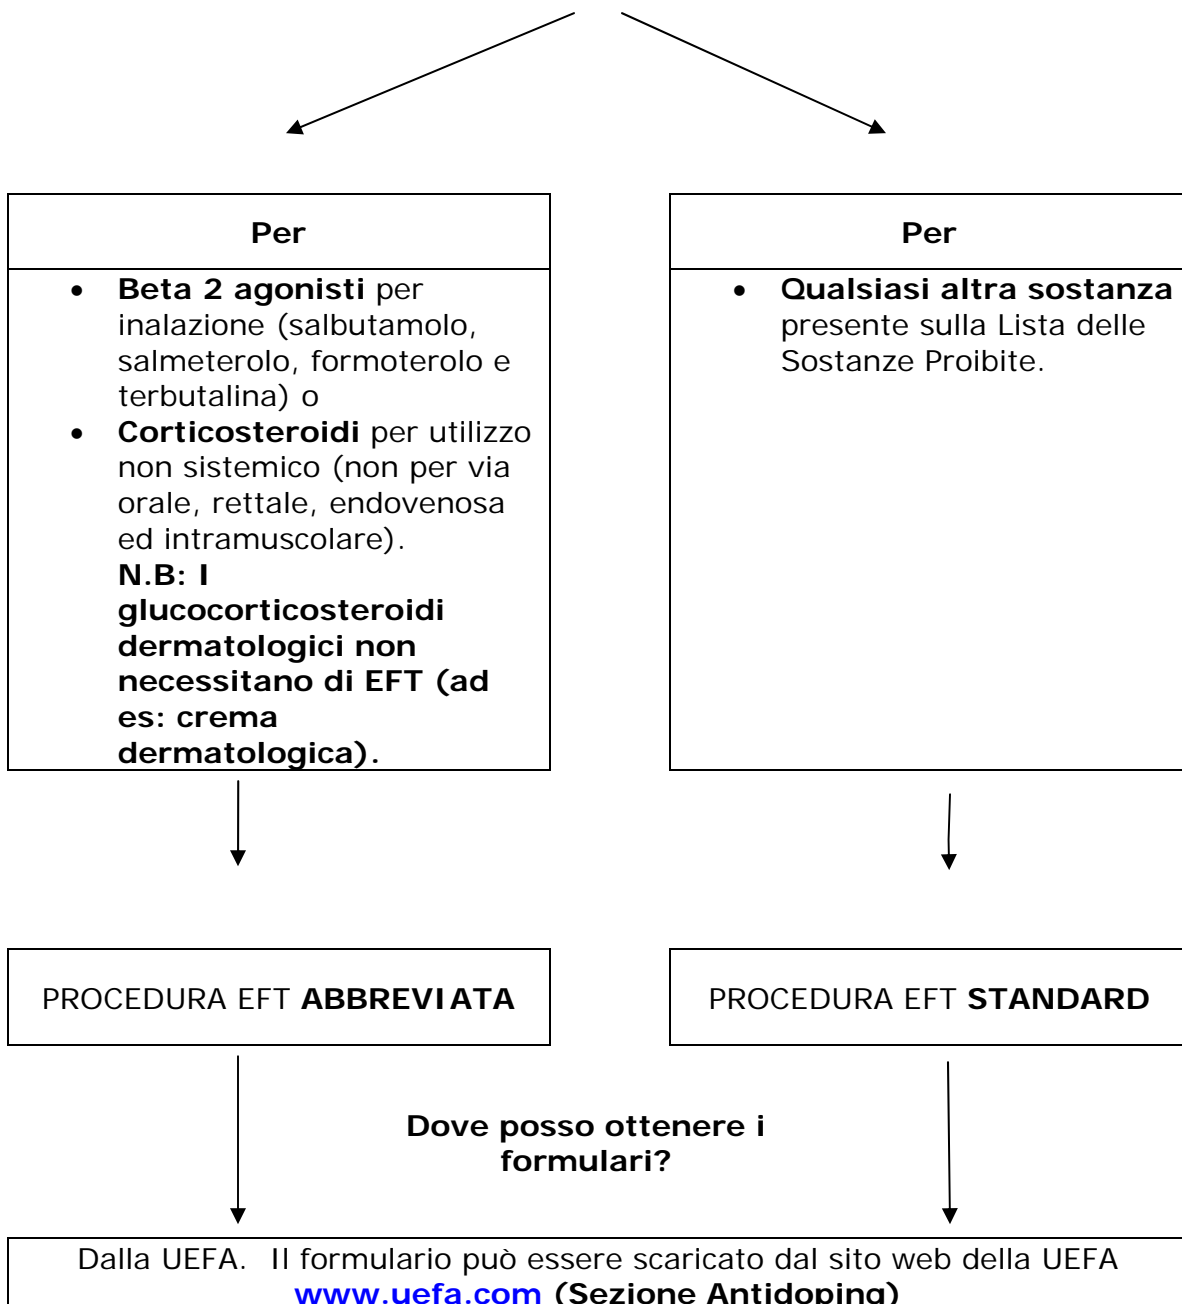 Per
• Beta 2 agonisti per
inalazione (salbutamolo,
salmeterolo, formoterolo e
terbutalina) o
• Corticosteroidi per utilizzo
non sistemico (non per via
orale, rettale, endovenosa
ed intramuscolare).
N.B: I
glucocorticosteroidi
dermatologici non
necessitano di EFT (ad
es: crema
dermatologica).
Per
• Qualsiasi altra sostanza
presente sulla Lista delle
Sostanze Proibite.
PROCEDURA EFT ABBREVIATA
PROCEDURA EFT STANDARD
Dove posso ottenere i
formulari?
Dalla UEFA. Il formulario può essere scaricato dal sito web della UEFA
www.uefa.com (Sezione Antidoping)